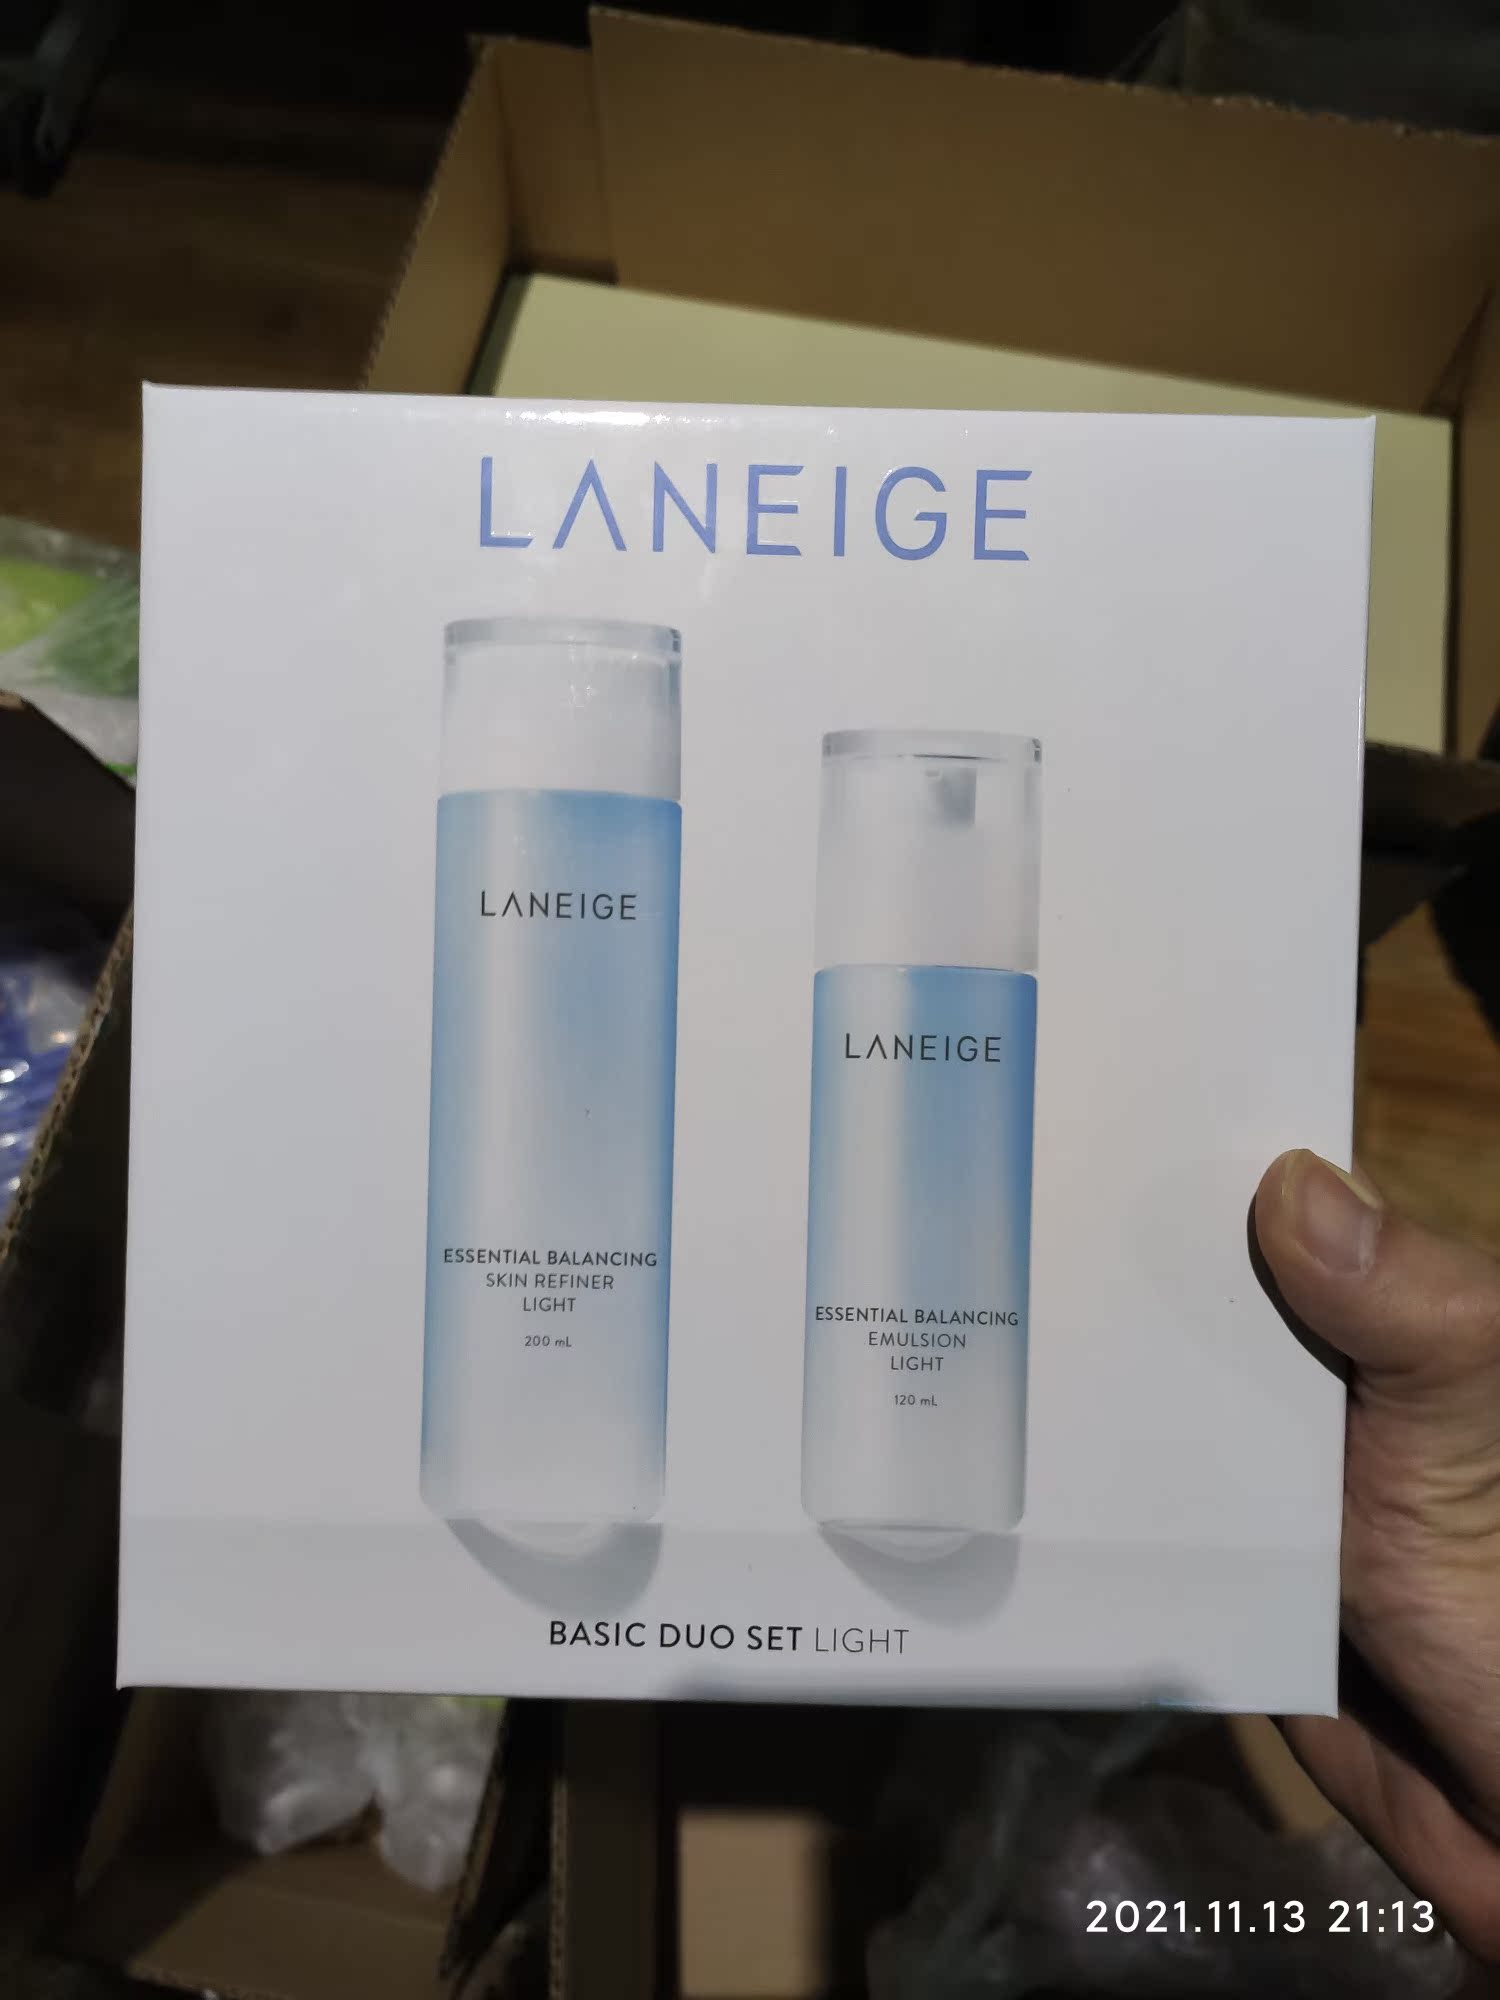 LANEIGE
LANEIGE
ESSENTIAL BALANCING
SKIN REFINER
LIGHT
200 mL
LANEIGE
ESSENTIAL BALANCING
EMULSION
LIGHT
120 mL
BASIC DUO SET LIGHT
2021.11.13 21:13